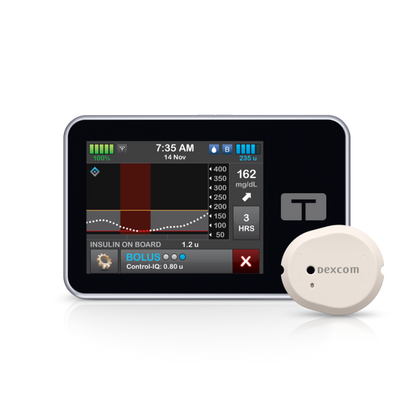 7:35 AM
14 Nov
100%
B
235 u
400
350
300
250
200
150
100
50
162
mg/dL
3
HRS
INSULIN ON BOARD
1.2 u
BOLUS
Control-IQ: 0.80 u
X
T
Dexcom